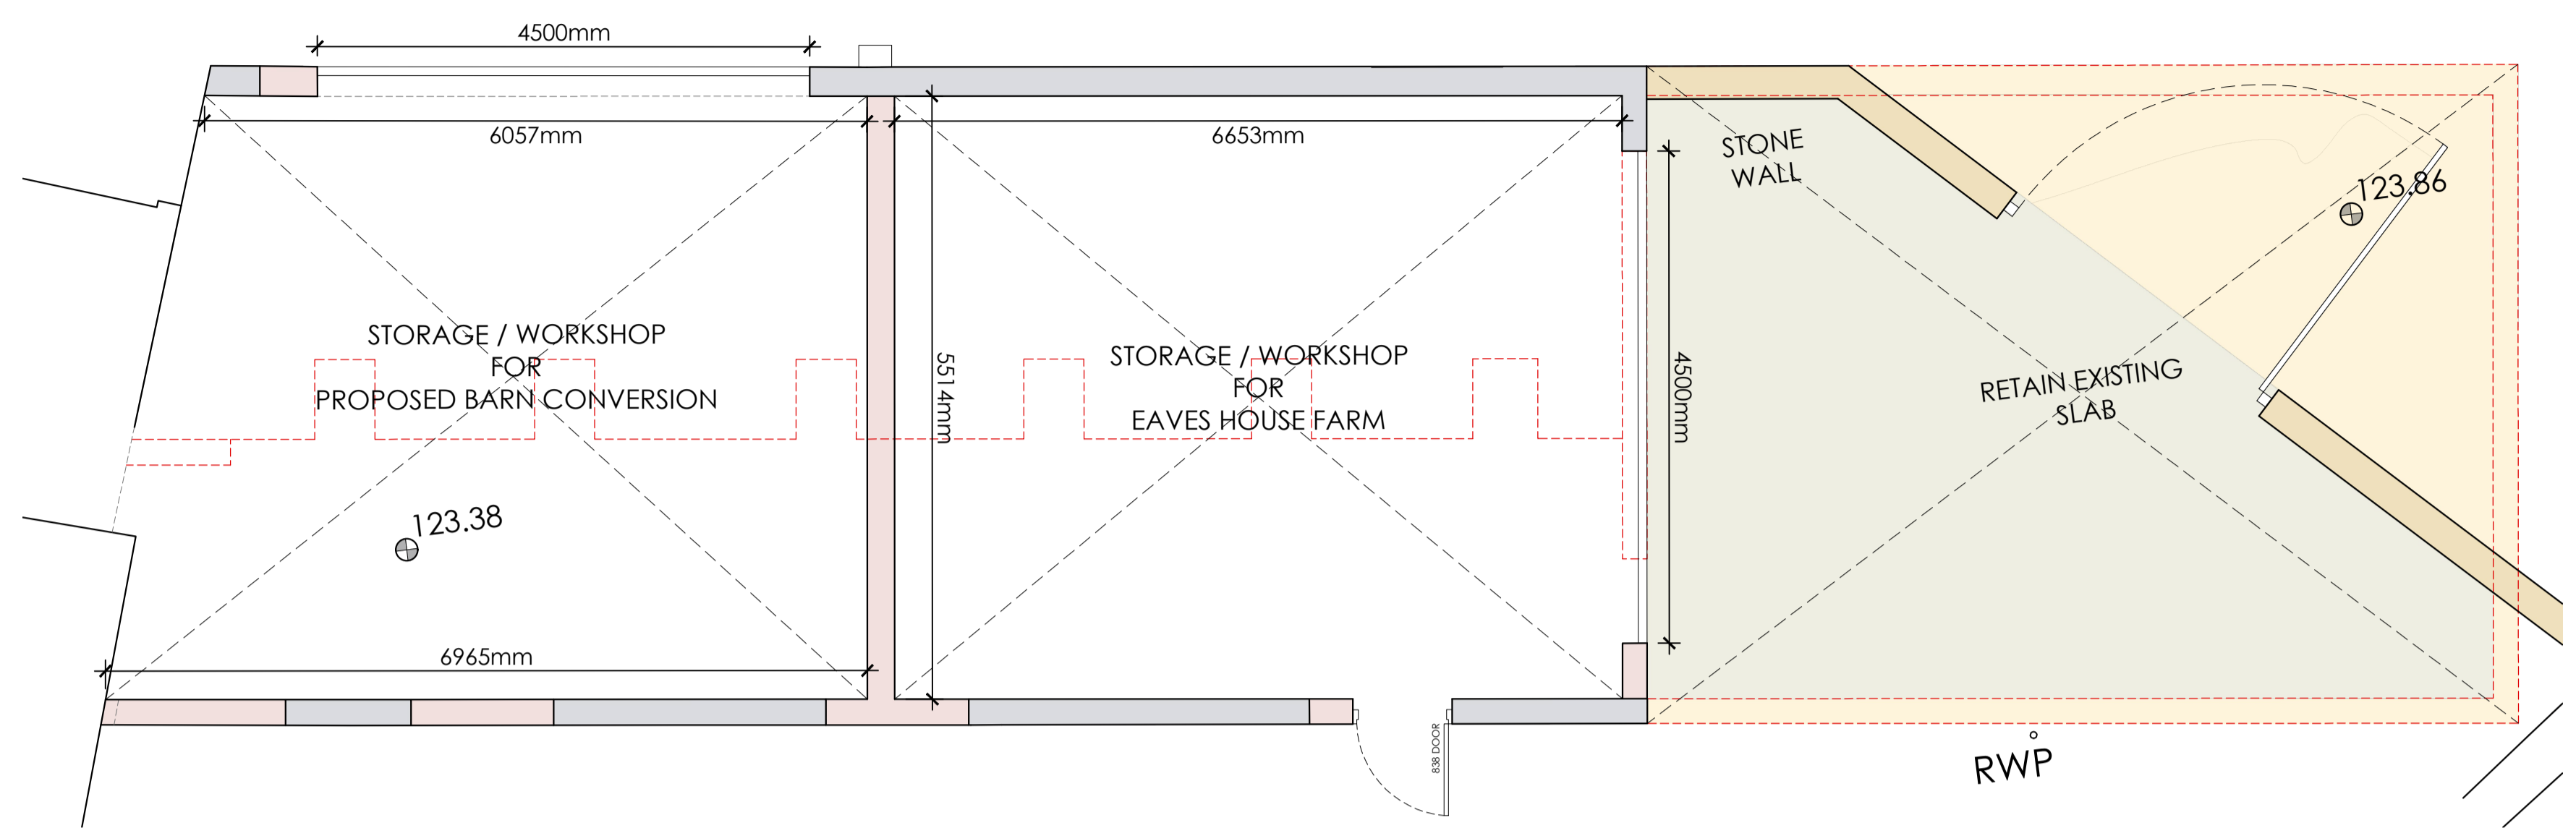 4500mm
6057mm
6653mm
STONE
WALL
123.86
STORAGE / WORKSHOP
FOR
PROPOSED BARN CONVERSION
5514mm
STORAGE / WORKSHOP
FOR
EAVES HOUSE FARM
4500mm
RETAIN EXISTING
SLAB
123.38
6965mm
838 DOOR
RWP